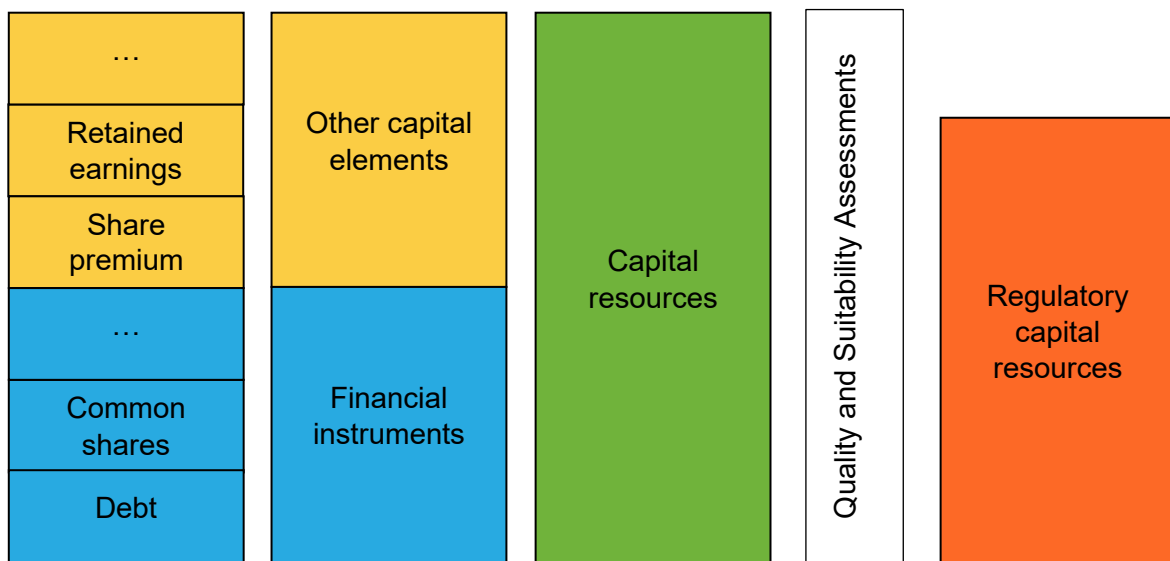 …
Retained
earnings
Share
premium
…
Common
shares
Debt
Other capital
elements
Financial
instruments
Capital
resources
Quality and Suitability Assessments
Regulatory
capital
resources